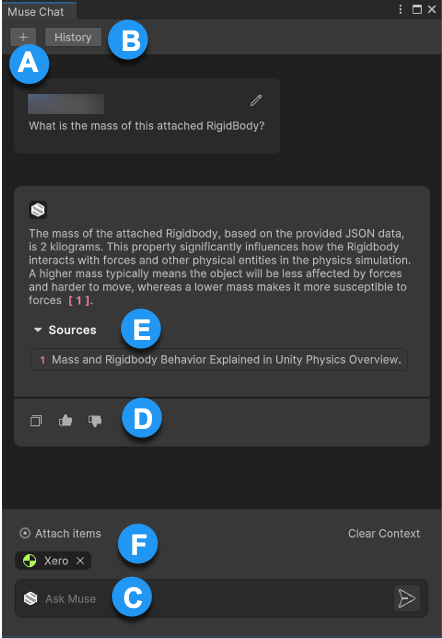 Muse Chat
+ History
A
B
What is the mass of this attached RigidBody?
The mass of the attached Rigidbody, based on the provided JSON data,
is 2 kilograms. This property significantly influences how the Rigidbody
interacts with forces and other physical entities in the physics simulation.
A higher mass typically means the object will be less affected by forces
and harder to move, whereas a lower mass makes it more susceptible to
forces [ 1 ].
Sources
E
1 Mass and Rigidbody Behavior Explained in Unity Physics Overview.
D
Attach items
F
Clear Context
Xero
Ask Muse
C